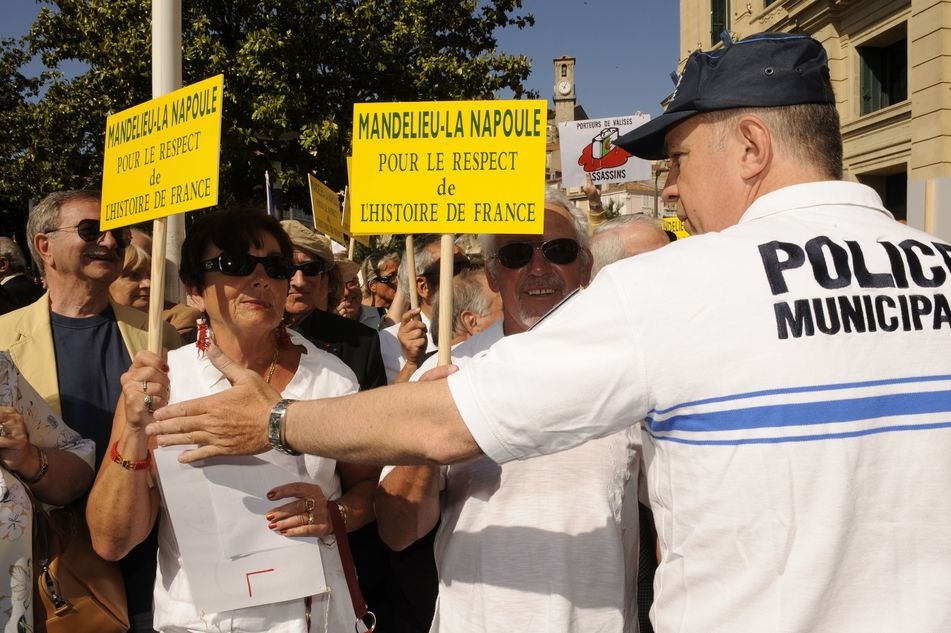 MANDELIEU-LA NAPOULE
POUR LE RESPECT
de
L'HISTOIRE DE FRANCE
MANDELIEU-LA NAPOULE
POUR LE RESPECT
de
L'HISTOIRE DE FRANCE
PORTEURS DE VALISES
ASSASSINS
POLICE
MUNICIPA